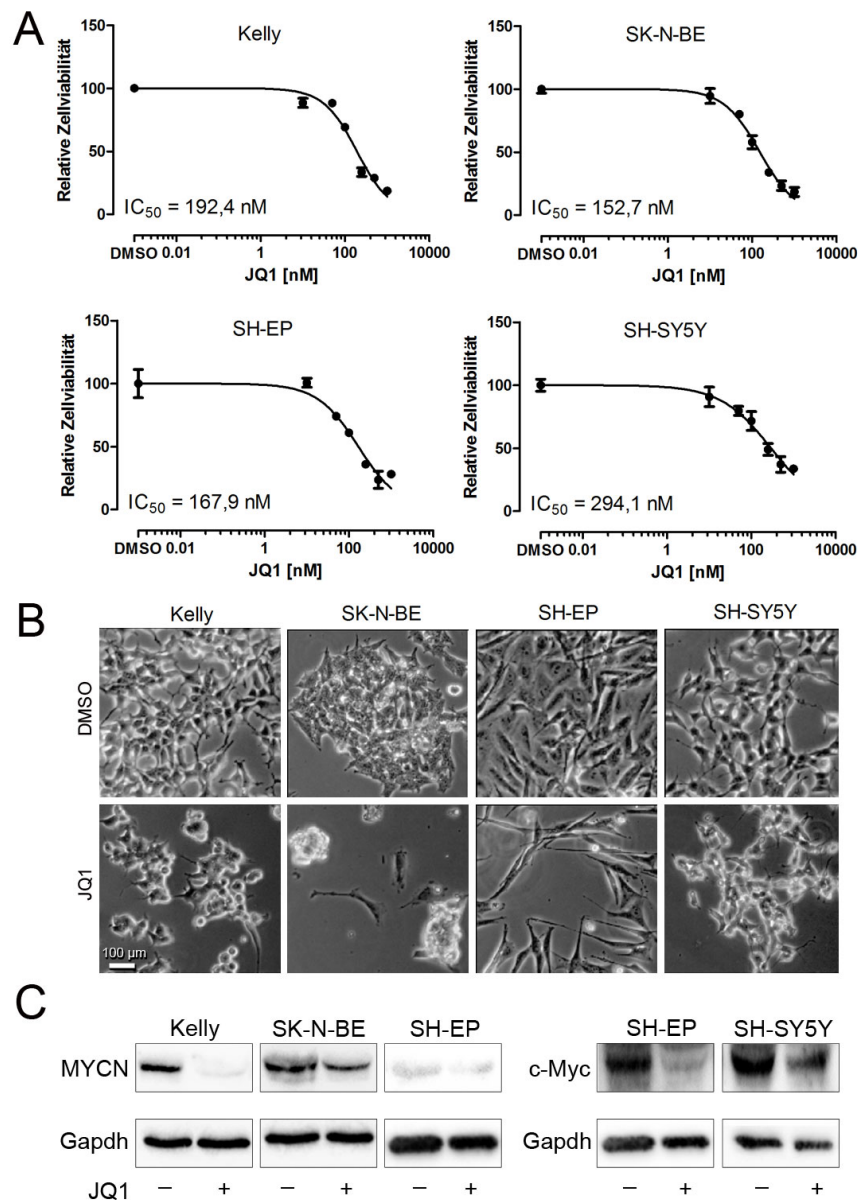 A
Kelly
SK-N-BE
Relative Zellviabilität
150
100
50
0
IC50 = 192,4 nM
DMSO 0.01 1 100 10000
JQ1 [nM]
Relative Zellviabilität
150
100
50
0
IC50 = 152,7 nM
DMSO 0.01 1 100 10000
JQ1 [nM]
SH-EP
SH-SY5Y
Relative Zellviabilität
150
100
50
0
IC50 = 167,9 nM
DMSO 0.01 1 100 10000
JQ1 [nM]
Relative Zellviabilität
150
100
50
0
IC50 = 294,1 nM
DMSO 0.01 1 100 10000
JQ1 [nM]
B
Kelly SK-N-BE SH-EP SH-SY5Y
DMSO
JQ1
100 µm
C
Kelly SK-N-BE SH-EP SH-EP SH-SY5Y
MYCN c-Myc
Gapdh Gapdh
JQ1 – + – + – + – + – +